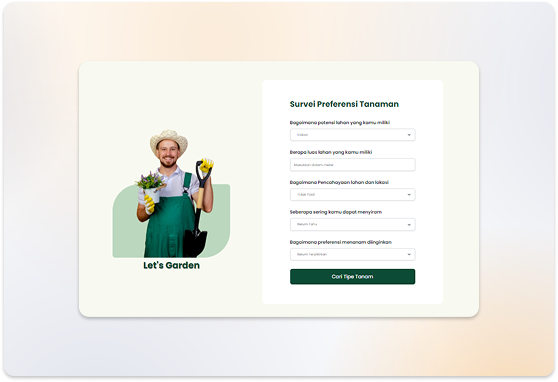 Survei Preferensi Tanaman
Bagaimana potensi lahan yang kamu miliki
Berapa luas lahan yang kamu miliki
Masukkan dalam meter
Bagaimana Pencahayaan lahan dan lokasi
Tidak Pasti
Seberapa sering kamu dapat menyiram
Belum Tahu
Bagaimana preferensi menanam diinginkan
Belum Terpikirkan
Cari Tipe Tanam
Let's Garden